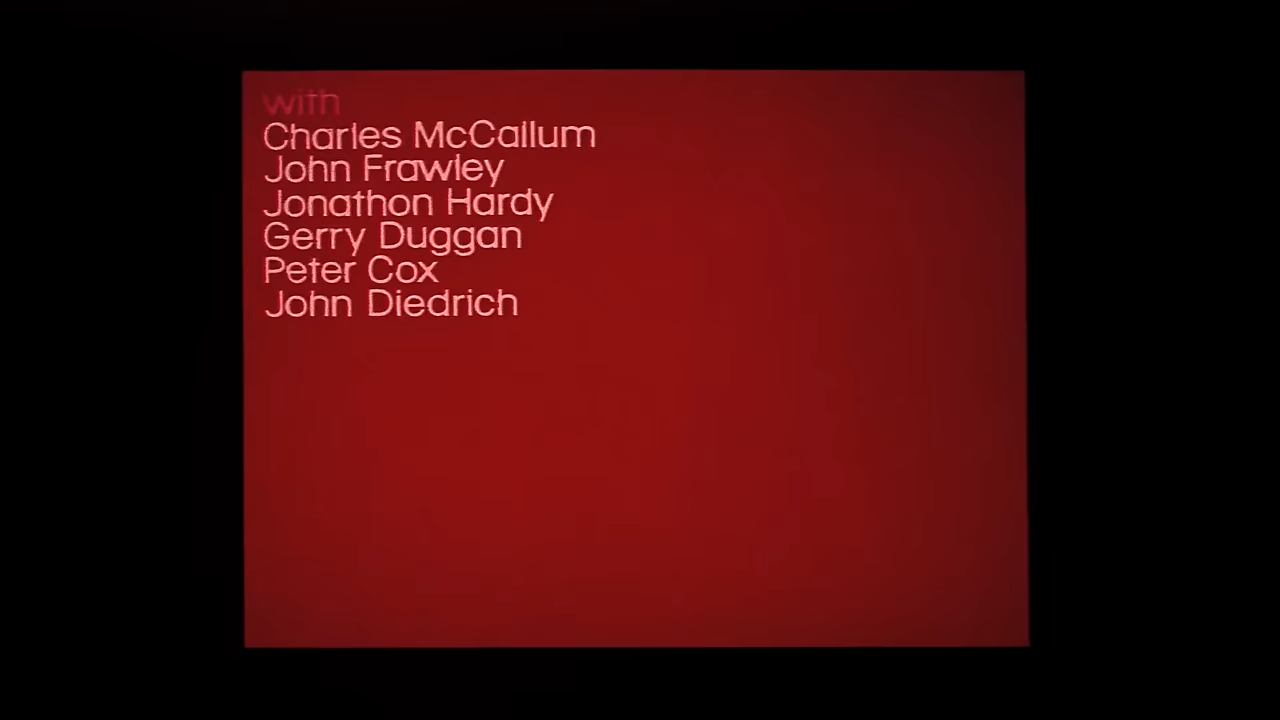 with
Charles McCallum
John Frawley
Jonathon Hardy
Gerry Duggan
Peter Cox
John Diedrich